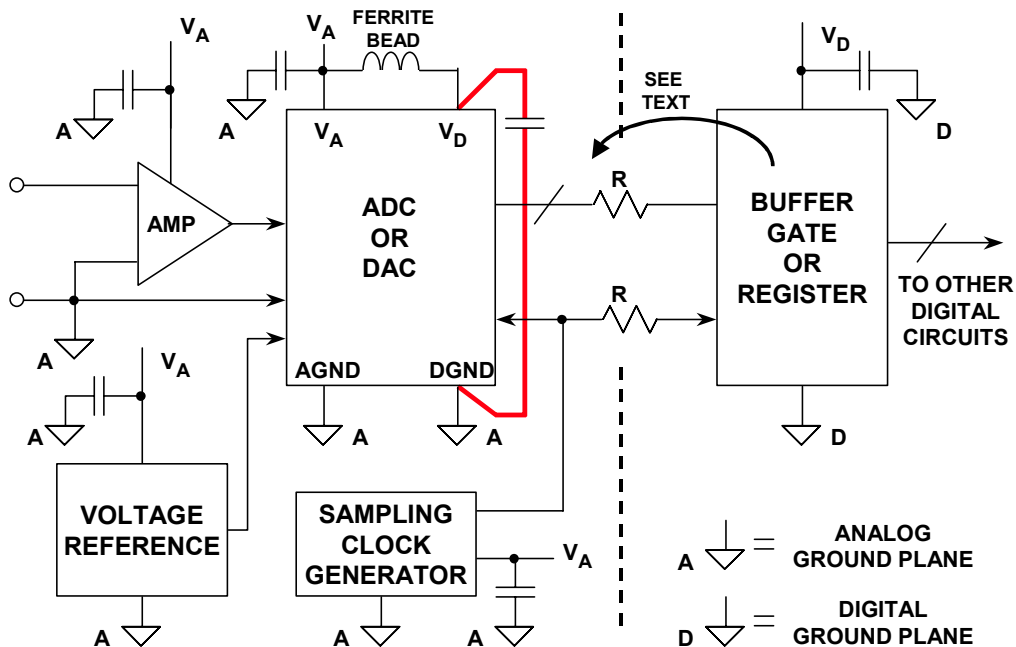 VA
VA
FERRITE
BEAD
VD
SEE
TEXT
A
A
D
VA
VD
R
AMP
ADC
OR
DAC
BUFFER
GATE
OR
REGISTER
R
TO OTHER
DIGITAL
CIRCUITS
A
VA
AGND
DGND
A
A
A
D
VOLTAGE
REFERENCE
SAMPLING
CLOCK
GENERATOR
VA
A
A
A
A
=
ANALOG
GROUND PLANE
D
=
DIGITAL
GROUND PLANE